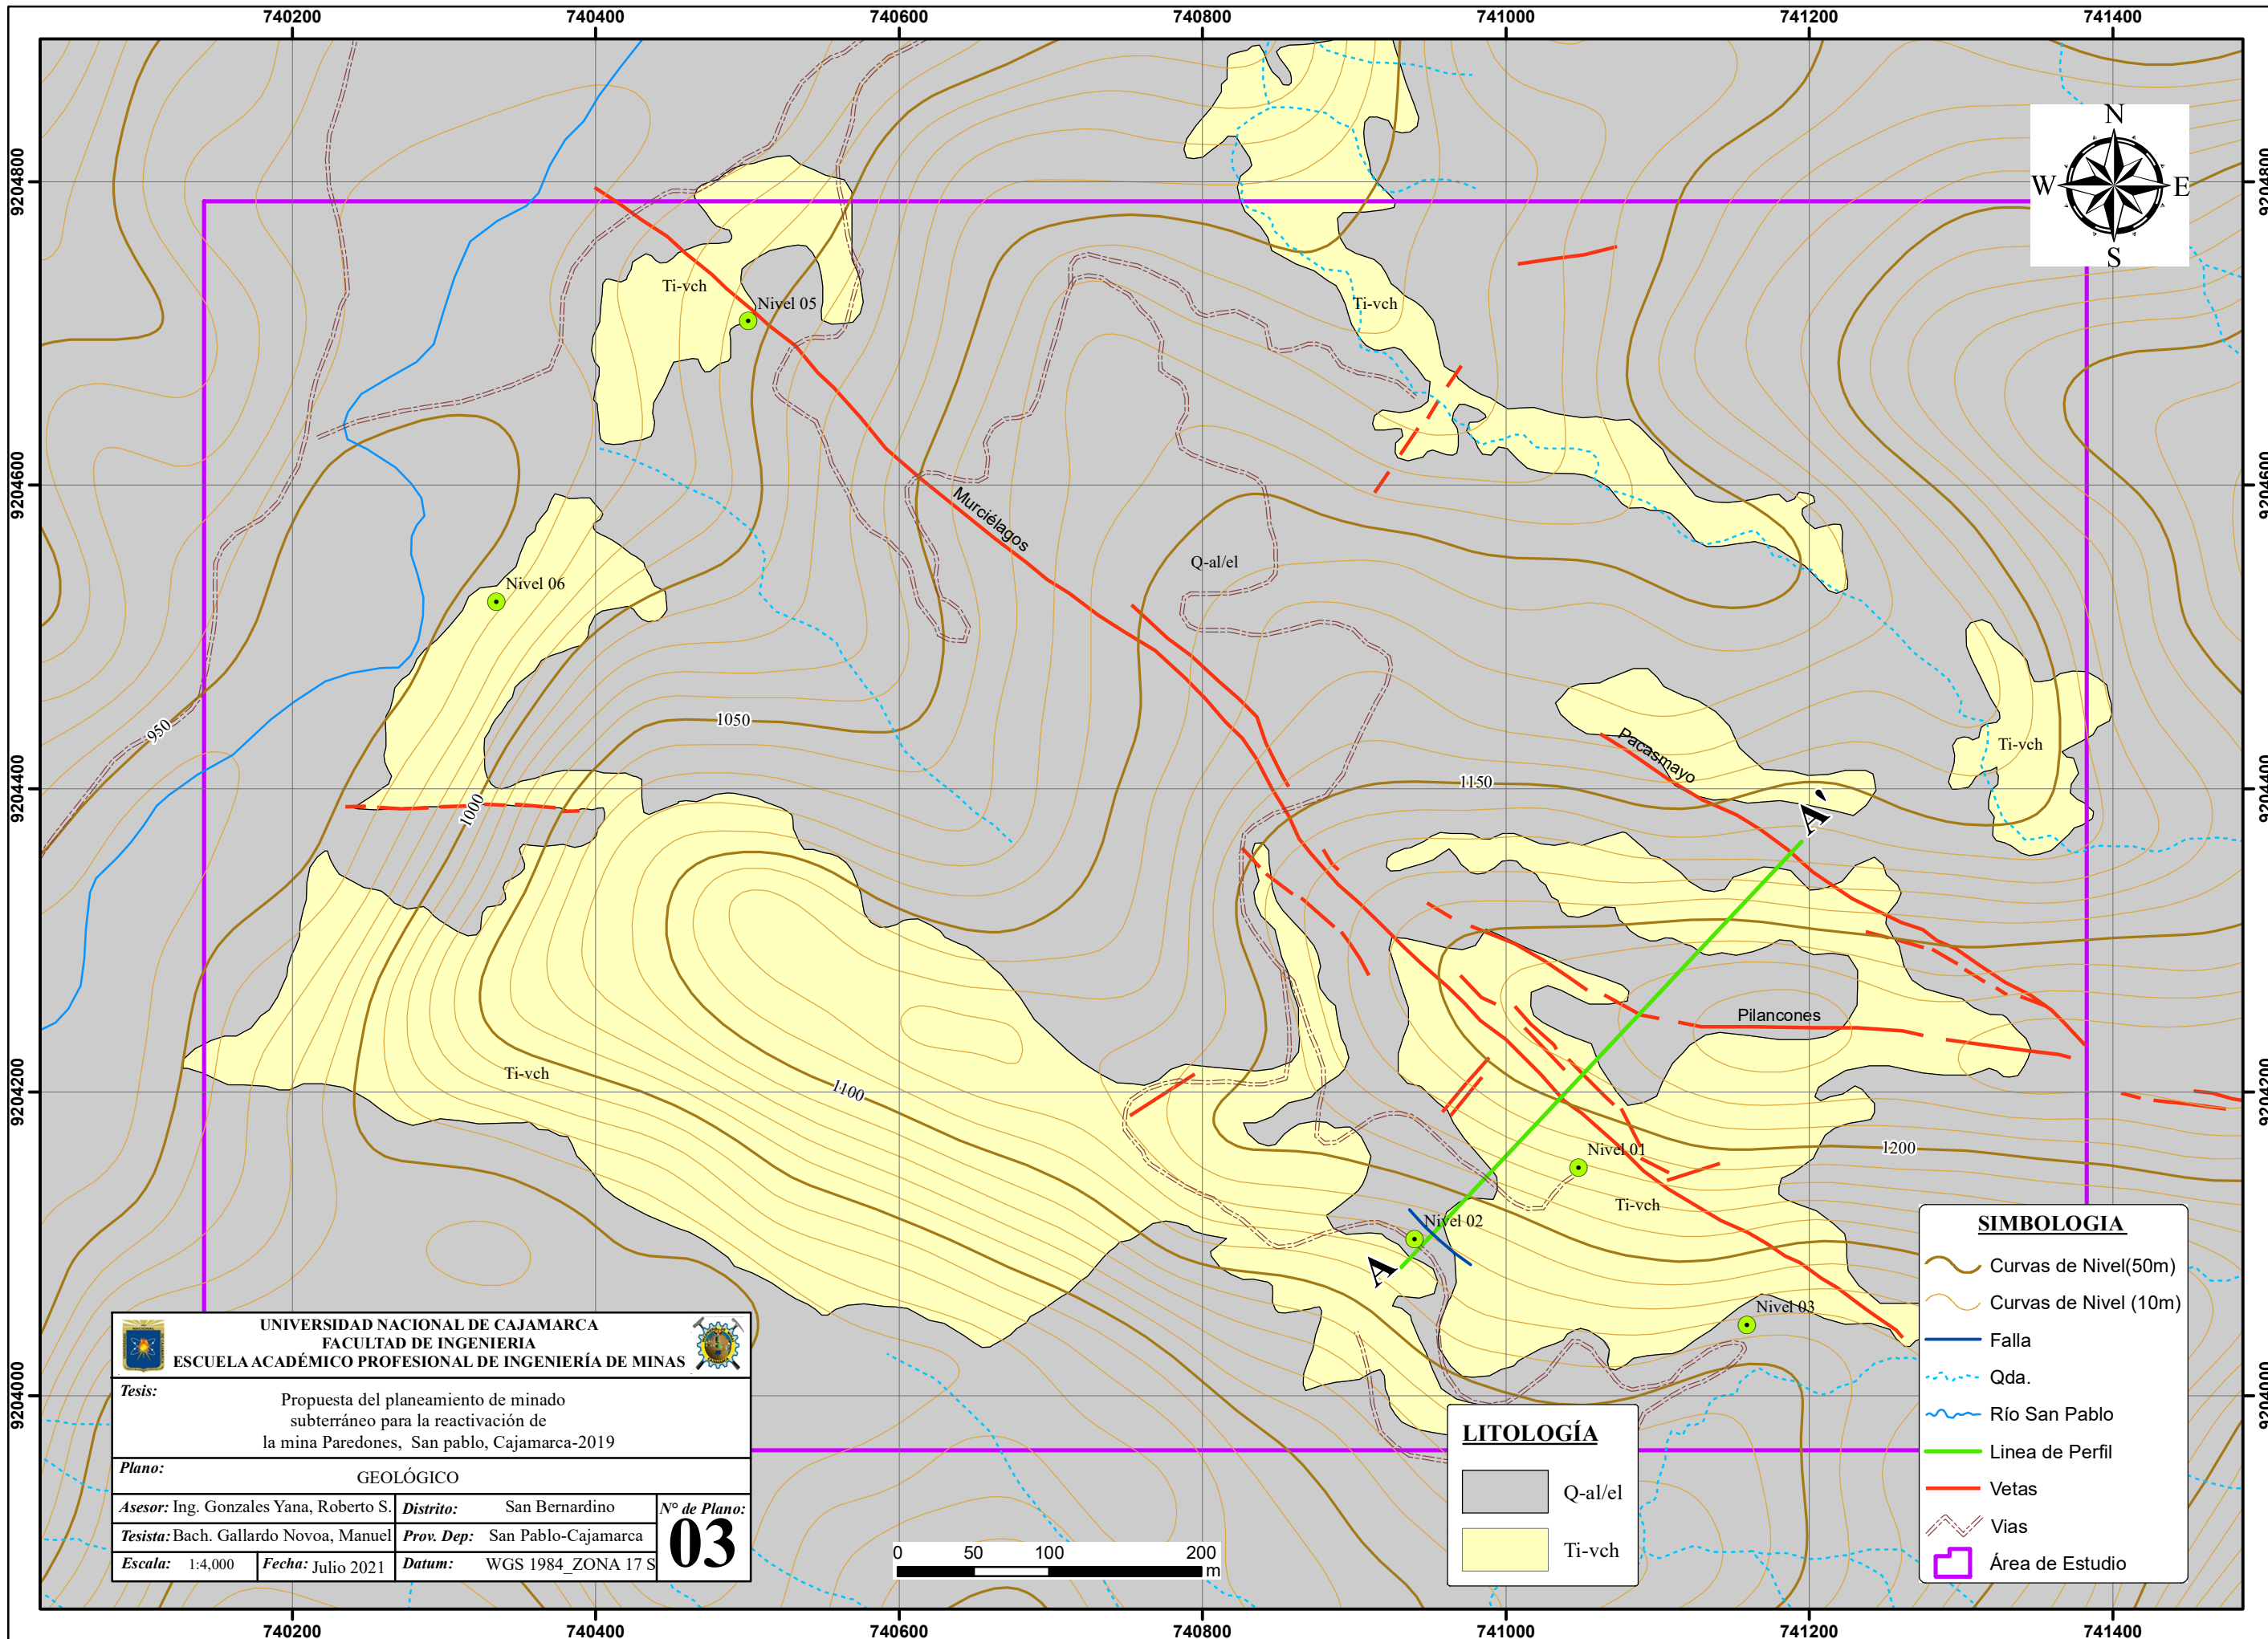 740200 740400 740600 740800 741000 741200 741400
9204800
9204600
9204400
9204200
9204000
9204800
9204600
9204400
9204200
9204000
N
W E
S
Ti-vch
Nivel 05
Ti-vch
Murciélagos
Q-al/el
Nivel 06
950
1050
1000
1150
Pacasmayo
Ti-vch
A'
Pilancones
Ti-vch
1100
1200
Nivel 01
Ti-vch
Nivel 02
A
Nivel 03
UNIVERSIDAD NACIONAL DE CAJAMARCA
FACULTAD DE INGENIERIA
ESCUELA ACADÉMICO PROFESIONAL DE INGENIERÍA DE MINAS
Tesis:
Propuesta del planeamiento de minado
subterráneo para la reactivación de
la mina Paredones, San pablo, Cajamarca-2019
Plano:
GEOLÓGICO
Asesor: Ing. Gonzales Yana, Roberto S. Distrito: San Bernardino
Tesista: Bach. Gallardo Novoa, Manuel Prov. Dep: San Pablo-Cajamarca
Escala: 1:4,000 Fecha: Julio 2021 Datum: WGS 1984_ZONA 17 S
N° de Plano:
03
0 50 100 200
m
LITOLOGÍA
Q-al/el
Ti-vch
SIMBOLOGIA
Curvas de Nivel(50m)
Curvas de Nivel (10m)
Falla
Qda.
Río San Pablo
Linea de Perfil
Vetas
Vias
Área de Estudio
740200 740400 740600 740800 741000 741200 741400